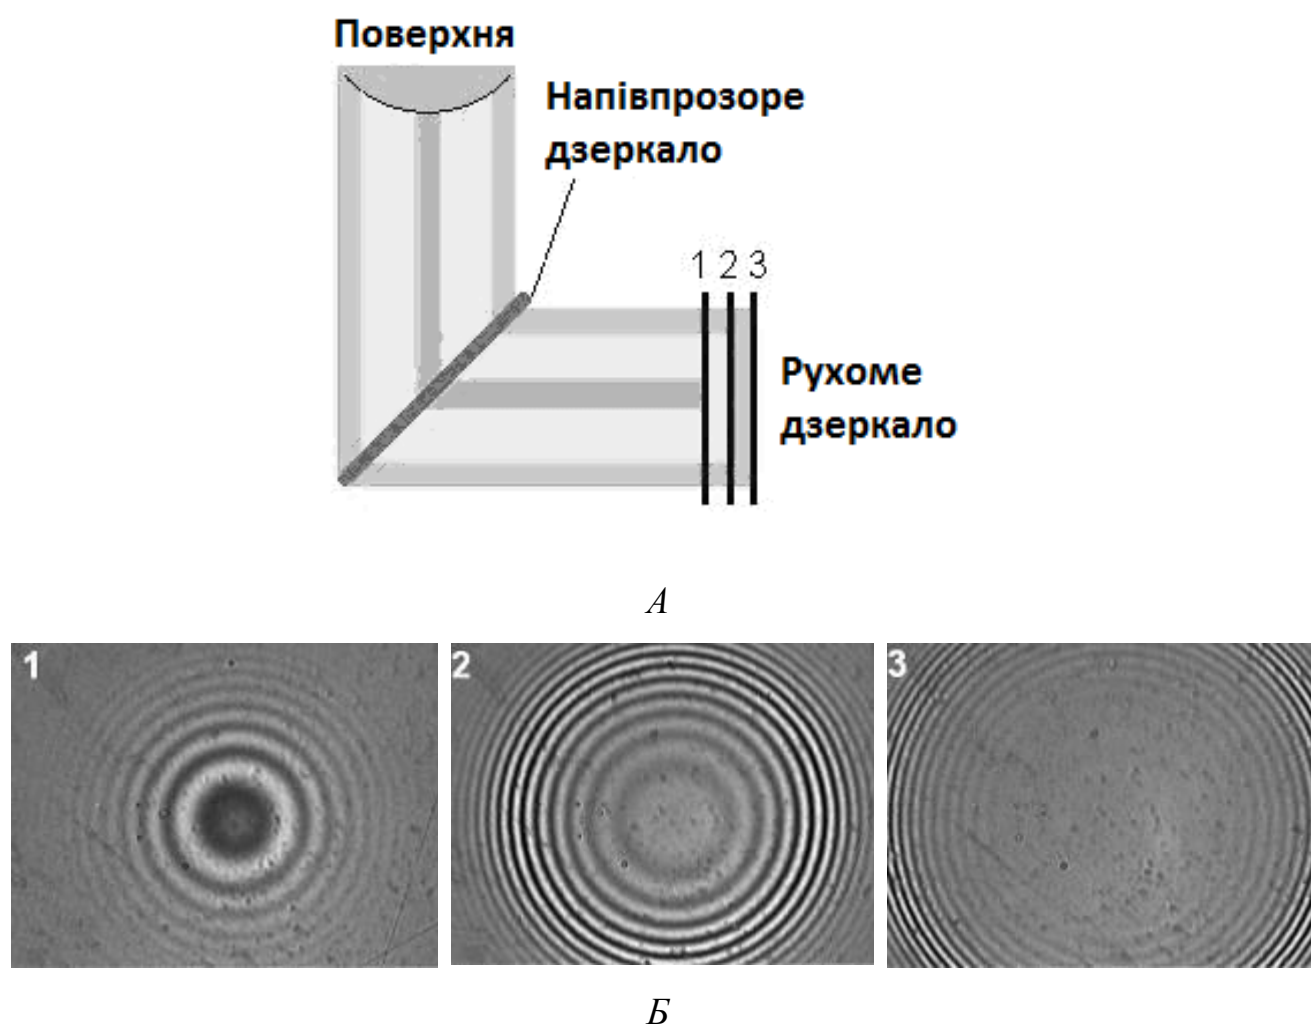 Поверхня
Напівпрозоре
дзеркало
1 2 3
Рухоме
дзеркало
А
1
2
3
Б